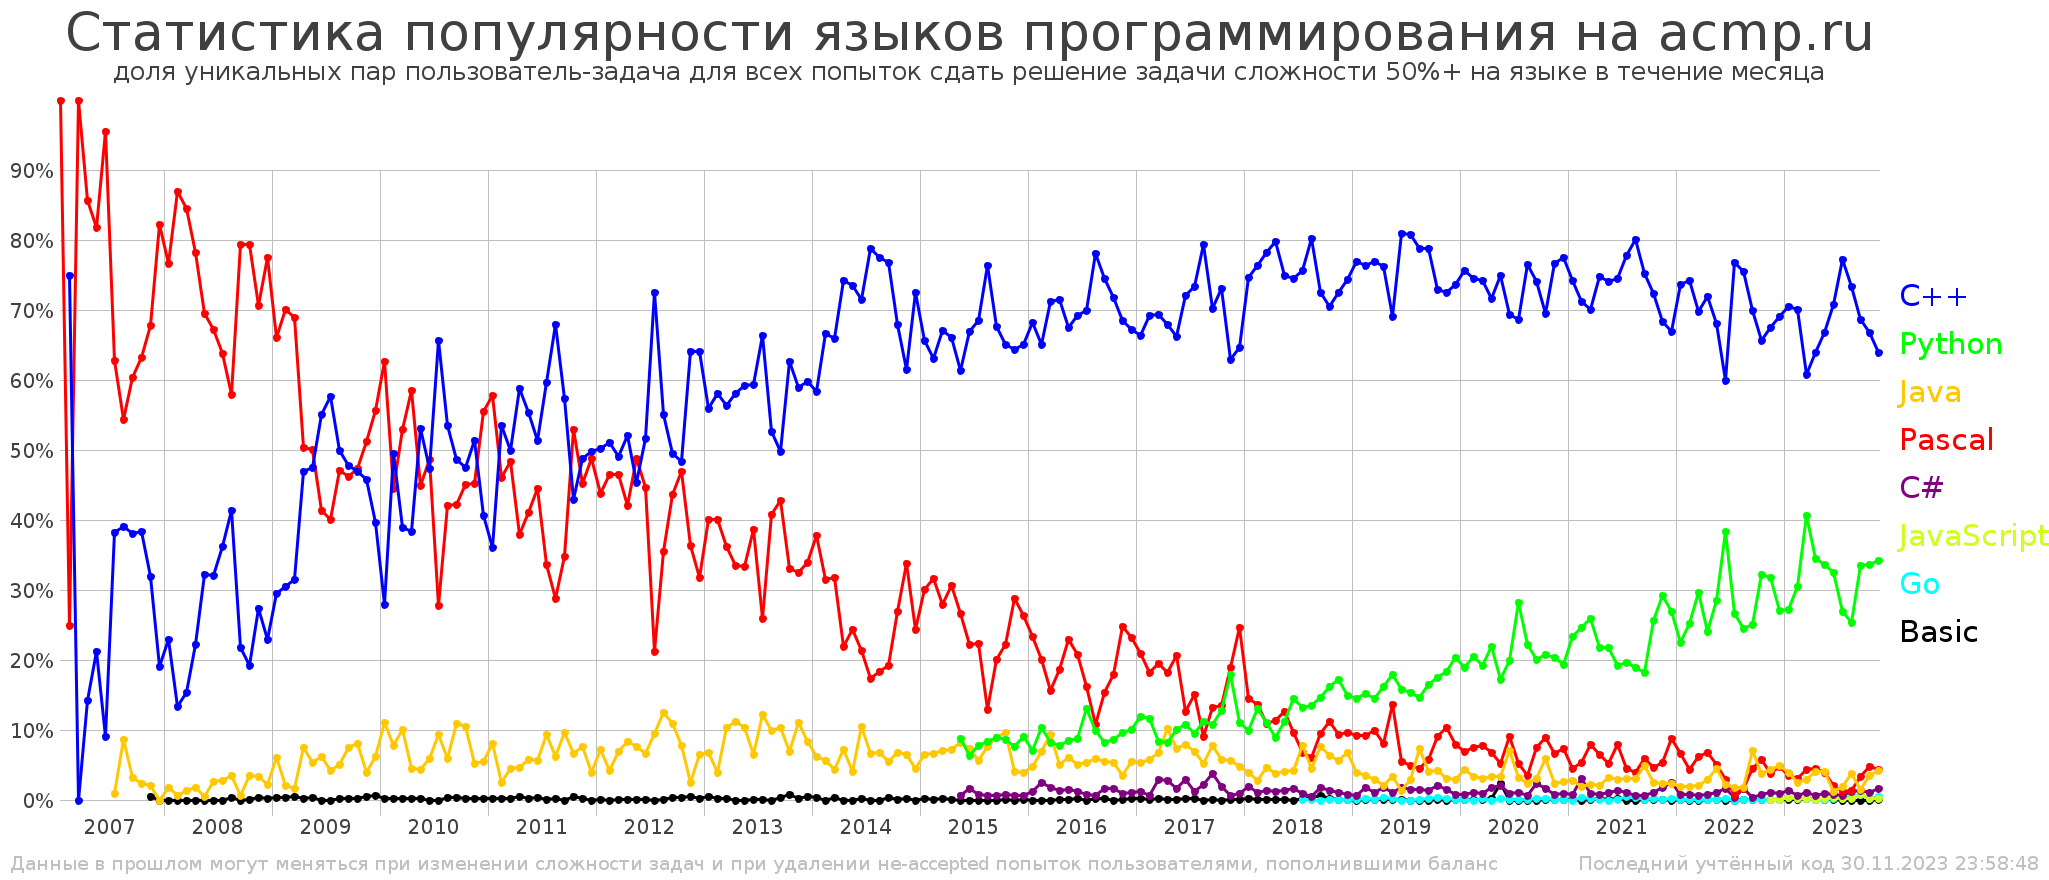 Статистика популярности языков программирования на acmp.ru
доля уникальных пар пользователь-задача для всех попыток сдать решение задачи сложности 50%+ на языке в течение месяца
90%
80%
70%
60%
50%
40%
30%
20%
10%
0%
C++
Python
Java
Pascal
C#
JavaScript
Go
Basic
2007 2008 2009 2010 2011 2012 2013 2014 2015 2016 2017 2018 2019 2020 2021 2022 2023
Данные в прошлом могут меняться при изменении сложности задач и при удалении не-accepted попыток пользователями, пополнившими баланс
Последний учтённый код 30.11.2023 23:58:48